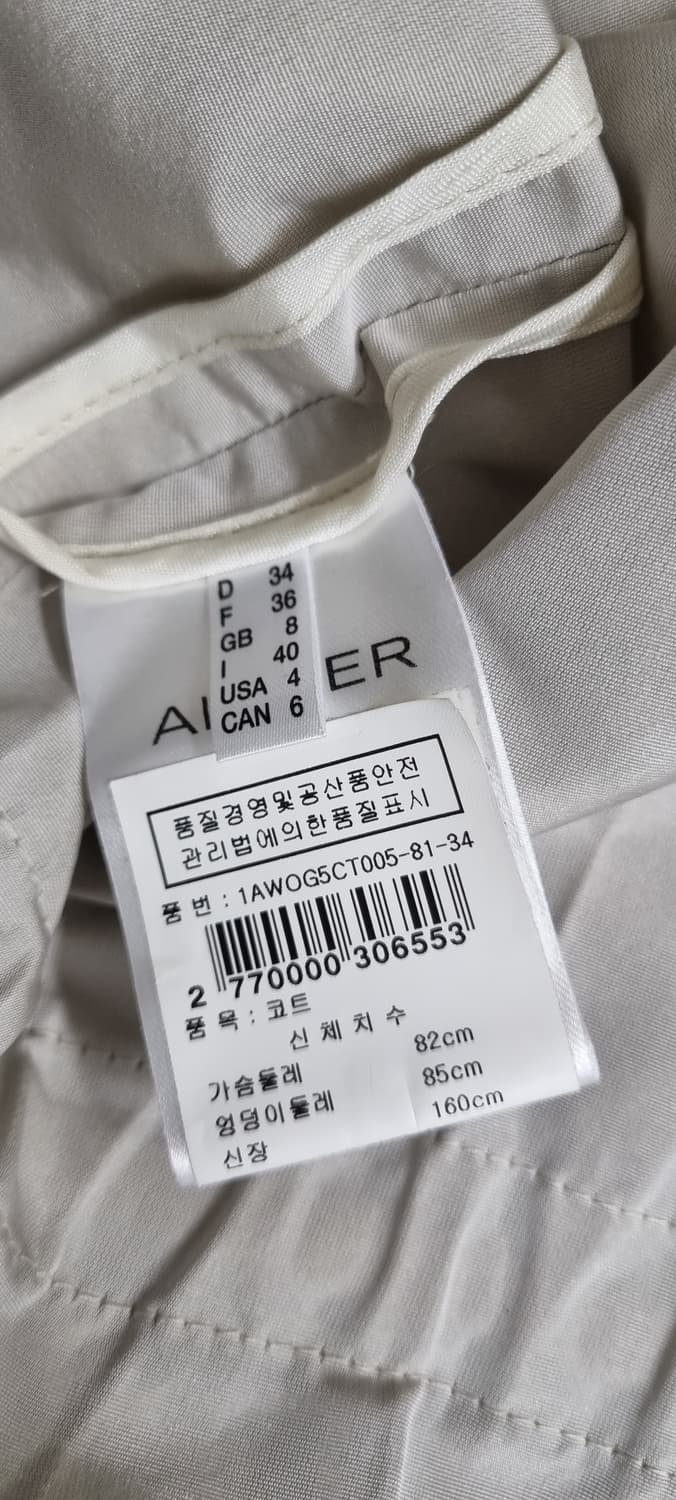 D 34
F 36
GB 8
I 40
USA 4
CAN 6
ER
품질경영및공산품안전
관리법에의한품질표시
품 번 : 1AWOG5CT005-81-34
2 770000 306553
품 목 : 코트
신 체 치 수
가슴둘레 82cm
엉덩이둘레 85cm
신장 160cm